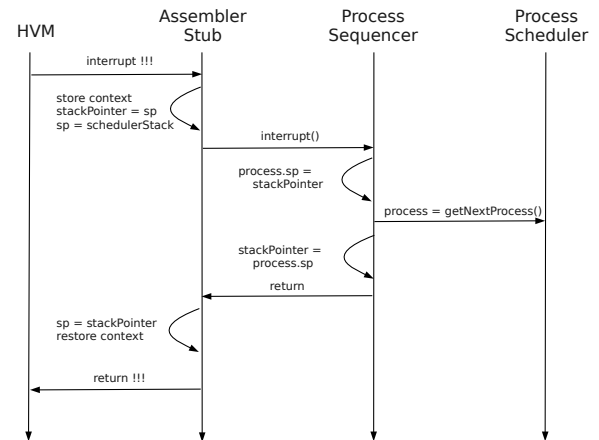 HVM
Assembler
Stub
Process
Sequencer
Process
Scheduler
interrupt !!!
store context
stackPointer = sp
sp = schedulerStack
interrupt()
process.sp =
stackPointer
process = getNextProcess()
stackPointer =
process.sp
return
sp = stackPointer
restore context
return !!!